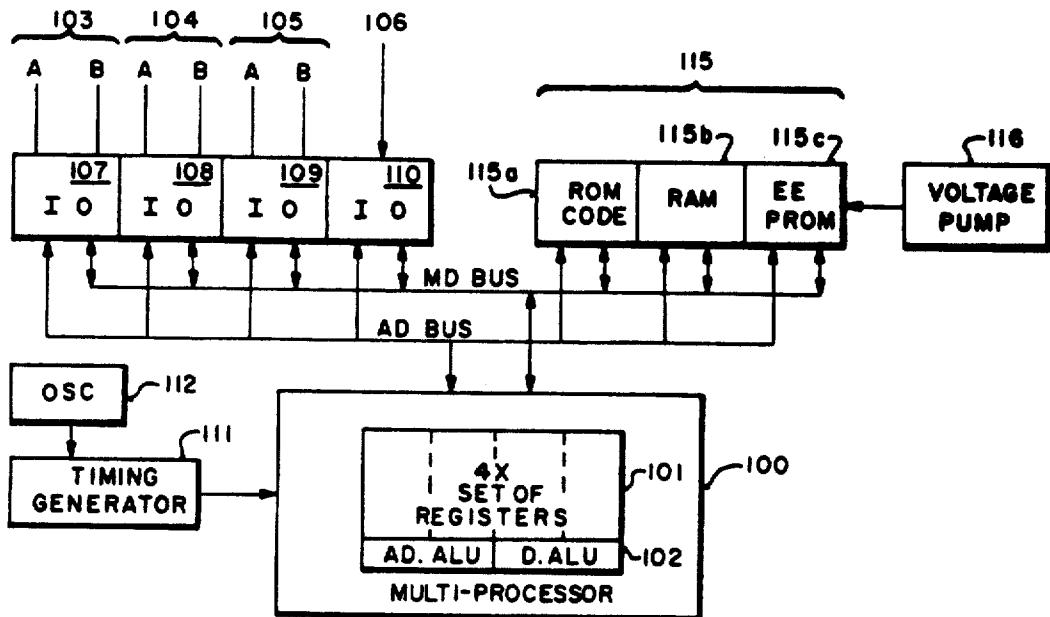 103 104 105 106
A B A B A B
107 108 109 110
I O I O I O I O
115
115a 115b 115c 116
ROM CODE
RAM
EE PROM
VOLTAGE PUMP
MD BUS
AD BUS
OSC
112
111
TIMING GENERATOR
4X
SET OF
REGISTERS
101
100
AD. ALU D. ALU
102
MULTI-PROCESSOR